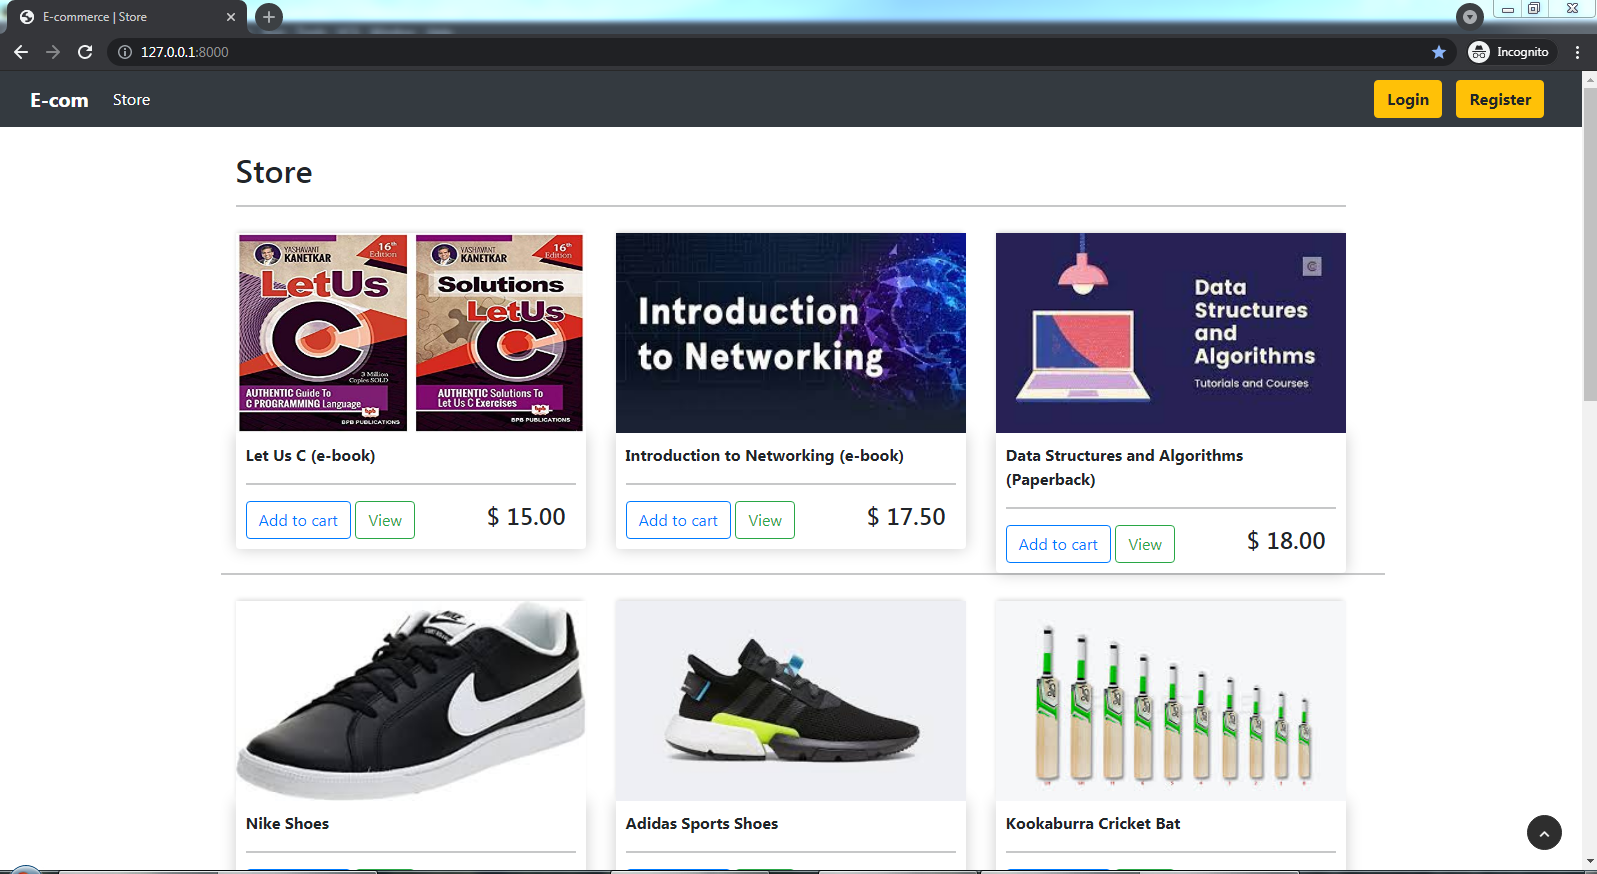 E-commerce | Store
127.0.0.1:8000
Incognito
E-com
Store
Login
Register
Store
YASHAVANT
KANETKAR
16th
Edition
LetUs
C
3 Million
Copies SOLD
AUTHENTIC Guide To
C PROGRAMMING Language
bpb
BPB PUBLICATIONS
YASHAVANT
KANETKAR
16th
Edition
Solutions
LetUs
C
AUTHENTIC Solutions To
Let Us C Exercises
bpb
BPB PUBLICATIONS
Introduction
to Networking
C
Data
Structures
and
Algorithms
Tutorials and Courses
Let Us C (e-book)
Add to cart
View
$ 15.00
Introduction to Networking (e-book)
Add to cart
View
$ 17.50
Data Structures and Algorithms
(Paperback)
Add to cart
View
$ 18.00
NIKE
Nike Shoes
Adidas Sports Shoes
Kookaburra Cricket Bat